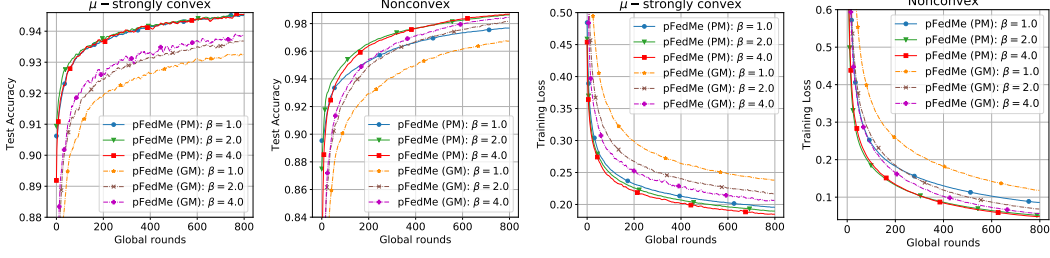 μ − strongly convex
Test Accuracy
0.94
0.93
0.92
0.91
0.90
0.89
0.88
pFedMe (PM): β = 1.0
pFedMe (PM): β = 2.0
pFedMe (PM): β = 4.0
pFedMe (GM): β = 1.0
pFedMe (GM): β = 2.0
pFedMe (GM): β = 4.0
0 200 400 600 800
Global rounds
Nonconvex
Test Accuracy
0.98
0.96
0.94
0.92
0.90
0.88
0.86
0.84
pFedMe (PM): β = 1.0
pFedMe (PM): β = 2.0
pFedMe (PM): β = 4.0
pFedMe (GM): β = 1.0
pFedMe (GM): β = 2.0
pFedMe (GM): β = 4.0
0 200 400 600 800
Global rounds
μ − strongly convex
Training Loss
0.50
0.45
0.40
0.35
0.30
0.25
0.20
pFedMe (PM): β = 1.0
pFedMe (PM): β = 2.0
pFedMe (PM): β = 4.0
pFedMe (GM): β = 1.0
pFedMe (GM): β = 2.0
pFedMe (GM): β = 4.0
0 200 400 600 800
Global rounds
Nonconvex
Training Loss
0.6
0.5
0.4
0.3
0.2
0.1
pFedMe (PM): β = 1.0
pFedMe (PM): β = 2.0
pFedMe (PM): β = 4.0
pFedMe (GM): β = 1.0
pFedMe (GM): β = 2.0
pFedMe (GM): β = 4.0
0 200 400 600 800
Global rounds